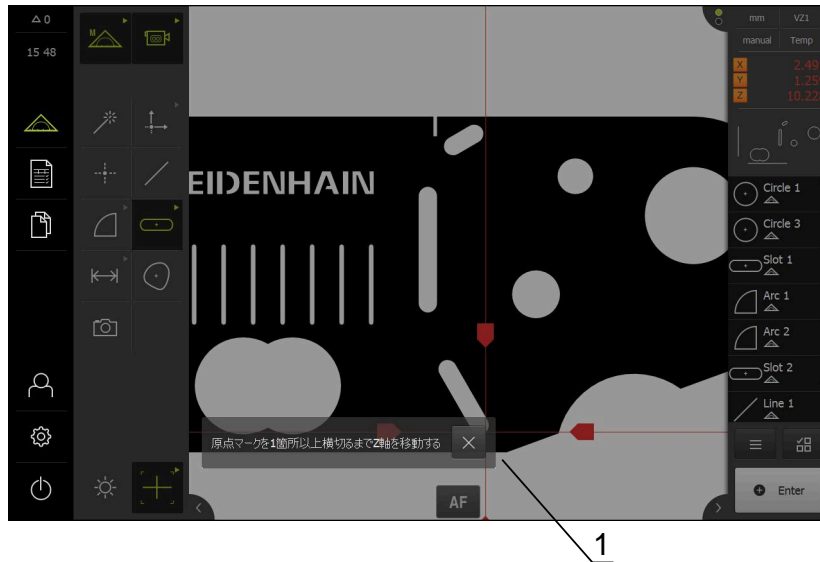 0
15 48
M
mm VZ1
manual Temp
X 2.49
Y 1.25
Z 10.22
EIDENHAIN
Circle 1
Circle 3
Slot 1
Arc 1
Arc 2
Slot 2
Line 1
原点マークを1箇所以上横切るまでZ軸を移動する
AF
Enter
1